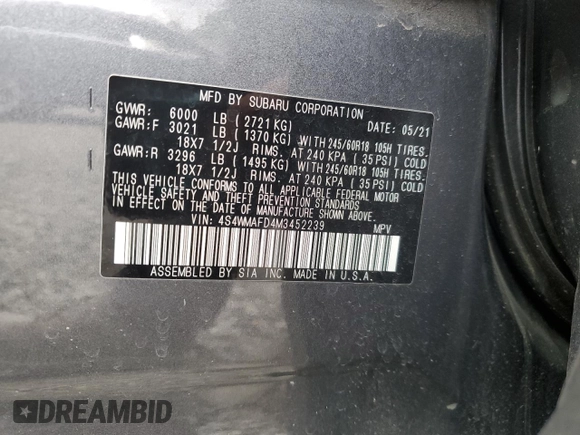 MFD BY SUBARU CORPORATION
GVWR: 6000 LB ( 2721 KG) DATE: 05/21
GAWR:F 3021 LB ( 1370 KG) WITH 245/60R18 105H TIRES.
18X7 1/2J RIMS. AT 240 KPA ( 35 PSI) COLD
GAWR:R 3296 LB ( 1495 KG) WITH 245/60R18 105H TIRES.
18X7 1/2J RIMS. AT 240 KPA ( 35 PSI) COLD
THIS VEHICLE CONFORMS TO ALL APPLICABLE FEDERAL MOTOR
VEHICLE SAFETY AND THEFT PREVENTION STANDARDS
IN EFFECT ON THE DATE OF MANUFACTURE SHOWN ABOVE.
VIN: 4S4WMAFD4M3452239 MPV
ASSEMBLED BY SIA INC. MADE IN U.S.A.
DREAMBID